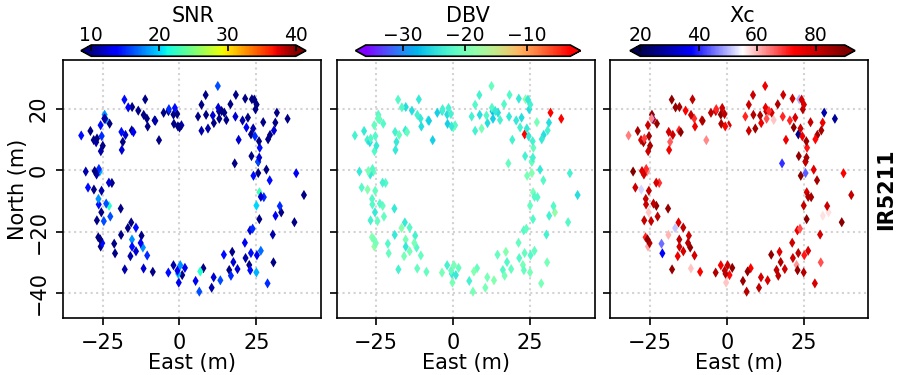 SNR
DBV
Xc
10 20 30 40
−30 −20 −10
20 40 60 80
North (m)
20
0
−20
−40
−25 0 25
−25 0 25
−25 0 25
East (m)
East (m)
East (m)
IR5211